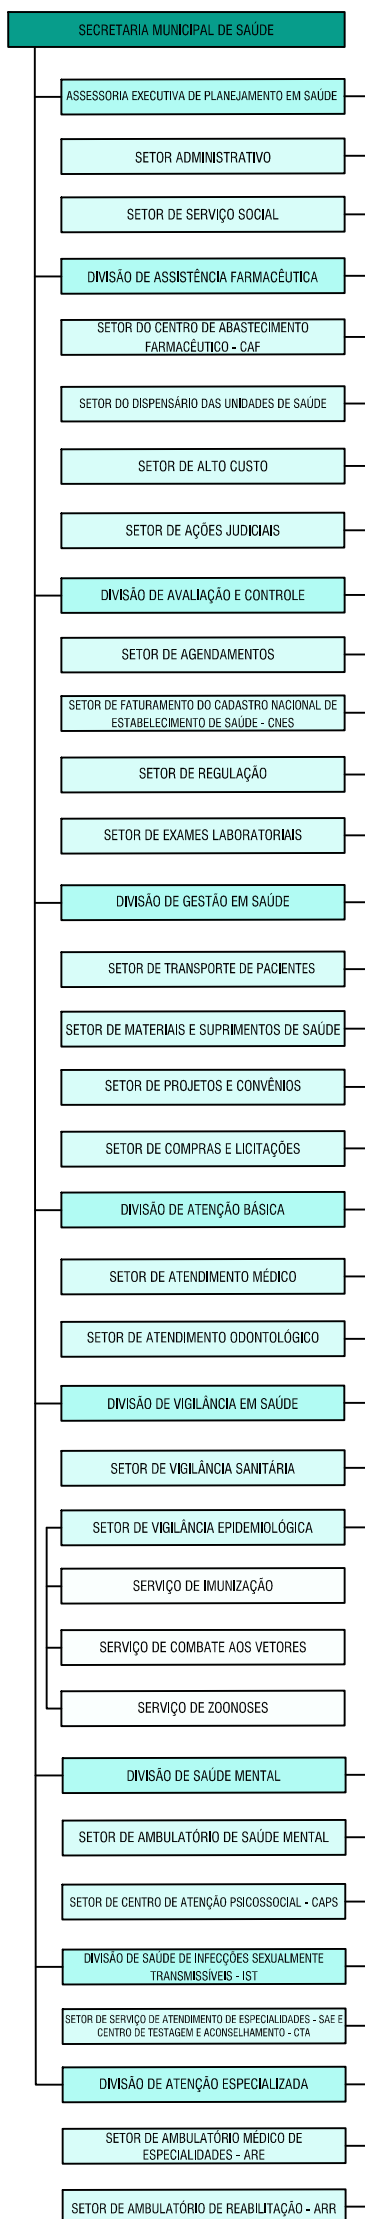 SECRETARIA MUNICIPAL DE SAÚDE
ASSESSORIA EXECUTIVA DE PLANEJAMENTO EM SAÚDE
SETOR ADMINISTRATIVO
SETOR DE SERVIÇO SOCIAL
DIVISÃO DE ASSISTÊNCIA FARMACÊUTICA
SETOR DO CENTRO DE ABASTECIMENTO
FARMACÊUTICO - CAF
SETOR DO DISPENSÁRIO DAS UNIDADES DE SAÚDE
SETOR DE ALTO CUSTO
SETOR DE AÇÕES JUDICIAIS
DIVISÃO DE AVALIAÇÃO E CONTROLE
SETOR DE AGENDAMENTOS
SETOR DE FATURAMENTO DO CADASTRO NACIONAL DE
ESTABELECIMENTO DE SAÚDE - CNES
SETOR DE REGULAÇÃO
SETOR DE EXAMES LABORATORIAIS
DIVISÃO DE GESTÃO EM SAÚDE
SETOR DE TRANSPORTE DE PACIENTES
SETOR DE MATERIAIS E SUPRIMENTOS DE SAÚDE
SETOR DE PROJETOS E CONVÊNIOS
SETOR DE COMPRAS E LICITAÇÕES
DIVISÃO DE ATENÇÃO BÁSICA
SETOR DE ATENDIMENTO MÉDICO
SETOR DE ATENDIMENTO ODONTOLÓGICO
DIVISÃO DE VIGILÂNCIA EM SAÚDE
SETOR DE VIGILÂNCIA SANITÁRIA
SETOR DE VIGILÂNCIA EPIDEMIOLÓGICA
SERVIÇO DE IMUNIZAÇÃO
SERVIÇO DE COMBATE AOS VETORES
SERVIÇO DE ZOONOSES
DIVISÃO DE SAÚDE MENTAL
SETOR DE AMBULATÓRIO DE SAÚDE MENTAL
SETOR DE CENTRO DE ATENÇÃO PSICOSSOCIAL - CAPS
DIVISÃO DE SAÚDE DE INFECÇÕES SEXUALMENTE
TRANSMISSÍVEIS - IST
SETOR DE SERVIÇO DE ATENDIMENTO DE ESPECIALIDADES - SAE E
CENTRO DE TESTAGEM E ACONSELHAMENTO - CTA
DIVISÃO DE ATENÇÃO ESPECIALIZADA
SETOR DE AMBULATÓRIO MÉDICO DE
ESPECIALIDADES - ARE
SETOR DE AMBULATÓRIO DE REABILITAÇÃO - ARR